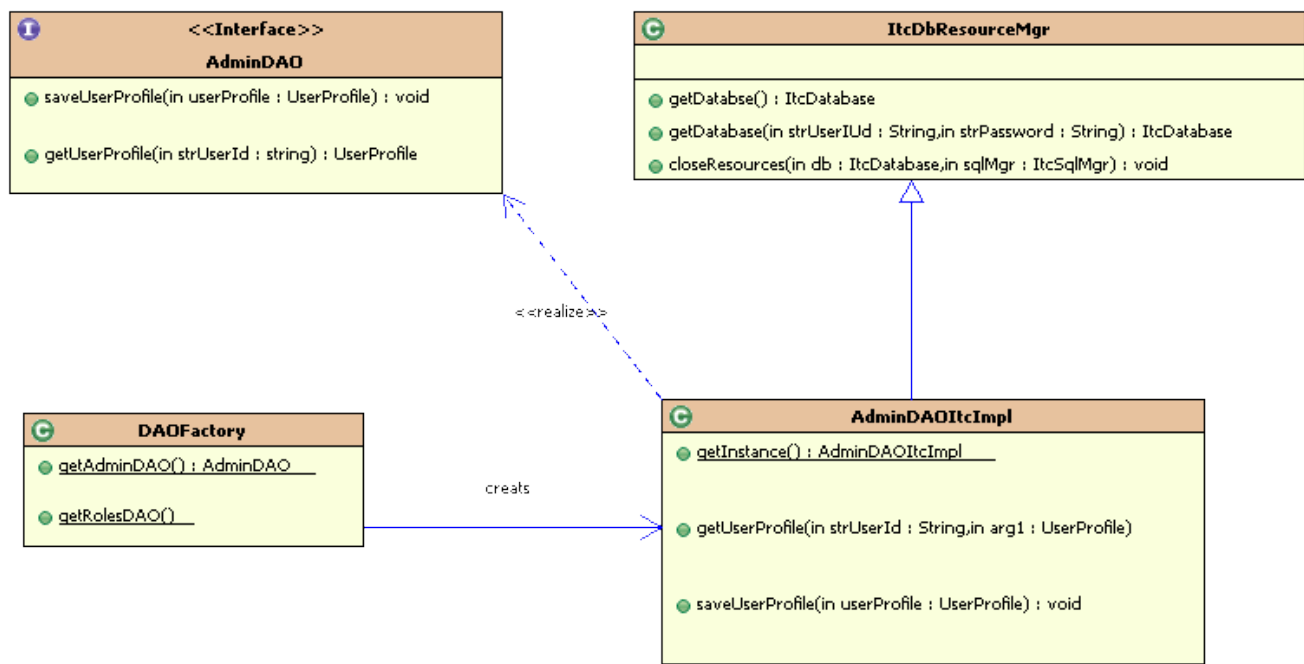 I
<<Interface>>
AdminDAO
saveUserProfile(in userProfile : UserProfile) : void
getUserProfile(in strUserId : string) : UserProfile
C
ItcDbResourceMgr
getDatabse() : ItcDatabase
getDatabase(in strUserIUd : String,in strPassword : String) : ItcDatabase
closeResources(in db : ItcDatabase,in sqlMgr : ItcSqlMgr) : void
<<realize>>
C
DAOFactory
getAdminDAO() : AdminDAO
getRolesDAO()
creats
C
AdminDAOItcImpl
getInstance() : AdminDAOItcImpl
getUserProfile(in strUserId : String,in arg1 : UserProfile)
saveUserProfile(in userProfile : UserProfile) : void